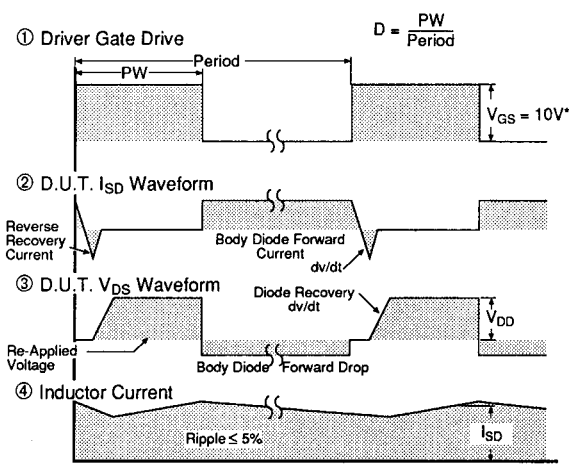 ① Driver Gate Drive
D = PW
Period
Period
PW
VGS = 10V*
② D.U.T. ISD Waveform
Reverse
Recovery
Current
Body Diode Forward
Current
dv/dt
③ D.U.T. VDS Waveform
Diode Recovery
dv/dt
VDD
Re-Applied
Voltage
Body Diode Forward Drop
④ Inductor Current
Ripple ≤ 5%
ISD